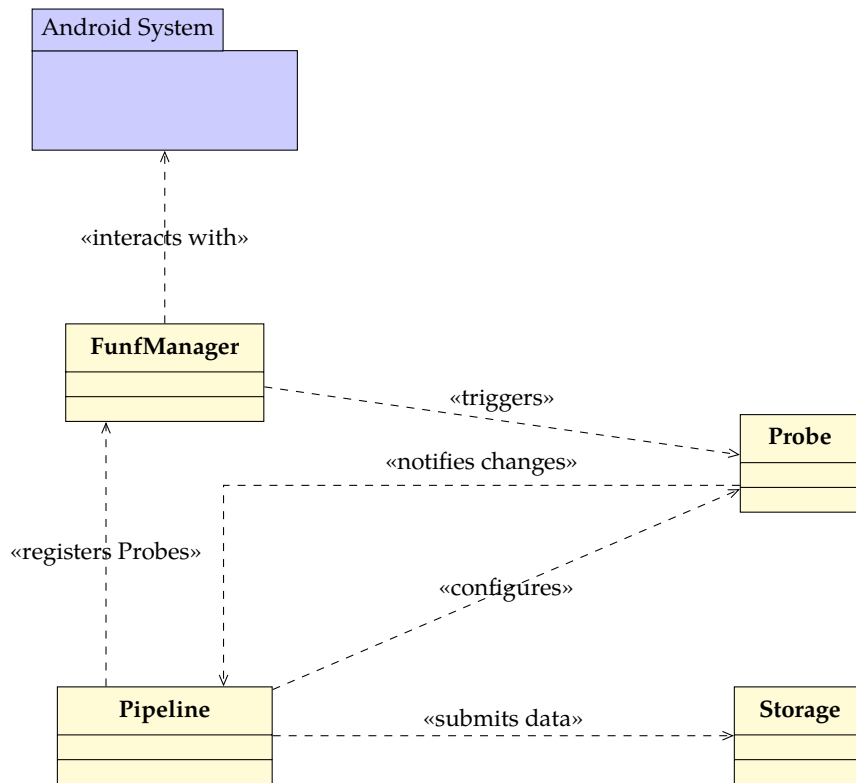 Android System
«interacts with»
FunfManager
«triggers»
Probe
«notifies changes»
«registers Probes»
«configures»
Pipeline
«submits data»
Storage